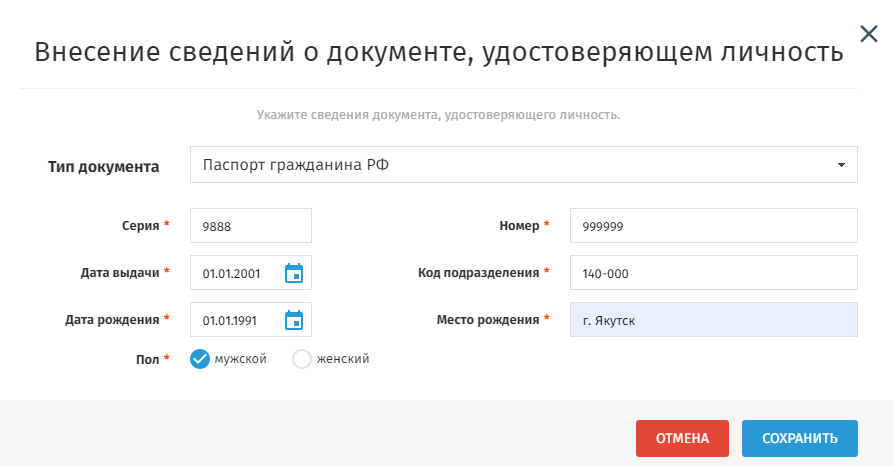 Внесение сведений о документе, удостоверяющем личность
Укажите сведения документа, удостоверяющего личность.
Тип документа Паспорт гражданина РФ
Серия * 9888 Номер * 999999
Дата выдачи * 01.01.2001 Код подразделения * 140-000
Дата рождения * 01.01.1991 Место рождения * г. Якутск
Пол * мужской женский
ОТМЕНА СОХРАНИТЬ